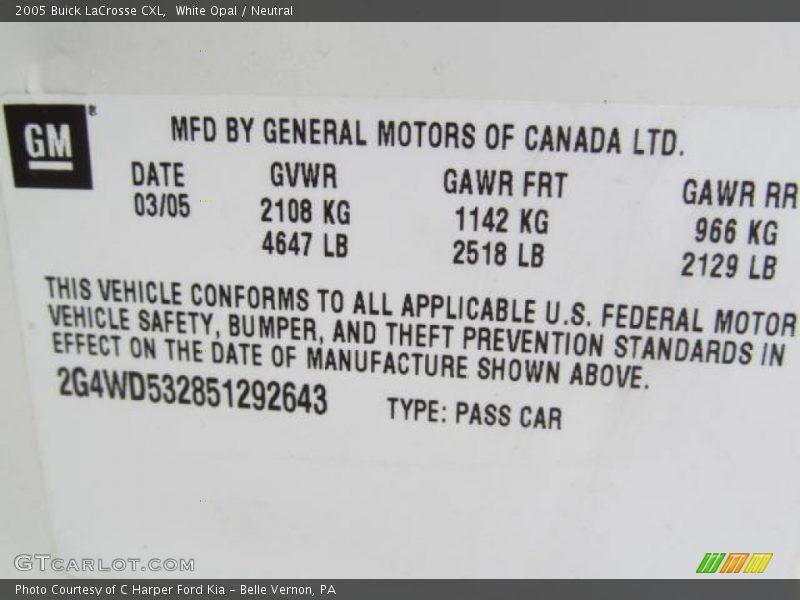 2005 Buick LaCrosse CXL, White Opal / Neutral
GM ®
MFD BY GENERAL MOTORS OF CANADA LTD.
DATE GVWR GAWR FRT GAWR RR
03/05 2108 KG 1142 KG 966 KG
4647 LB 2518 LB 2129 LB
THIS VEHICLE CONFORMS TO ALL APPLICABLE U.S. FEDERAL MOTOR
VEHICLE SAFETY, BUMPER, AND THEFT PREVENTION STANDARDS IN
EFFECT ON THE DATE OF MANUFACTURE SHOWN ABOVE.
2G4WD532851292643 TYPE: PASS CAR
GTCARLOT.COM
Photo Courtesy of C Harper Ford Kia - Belle Vernon, PA